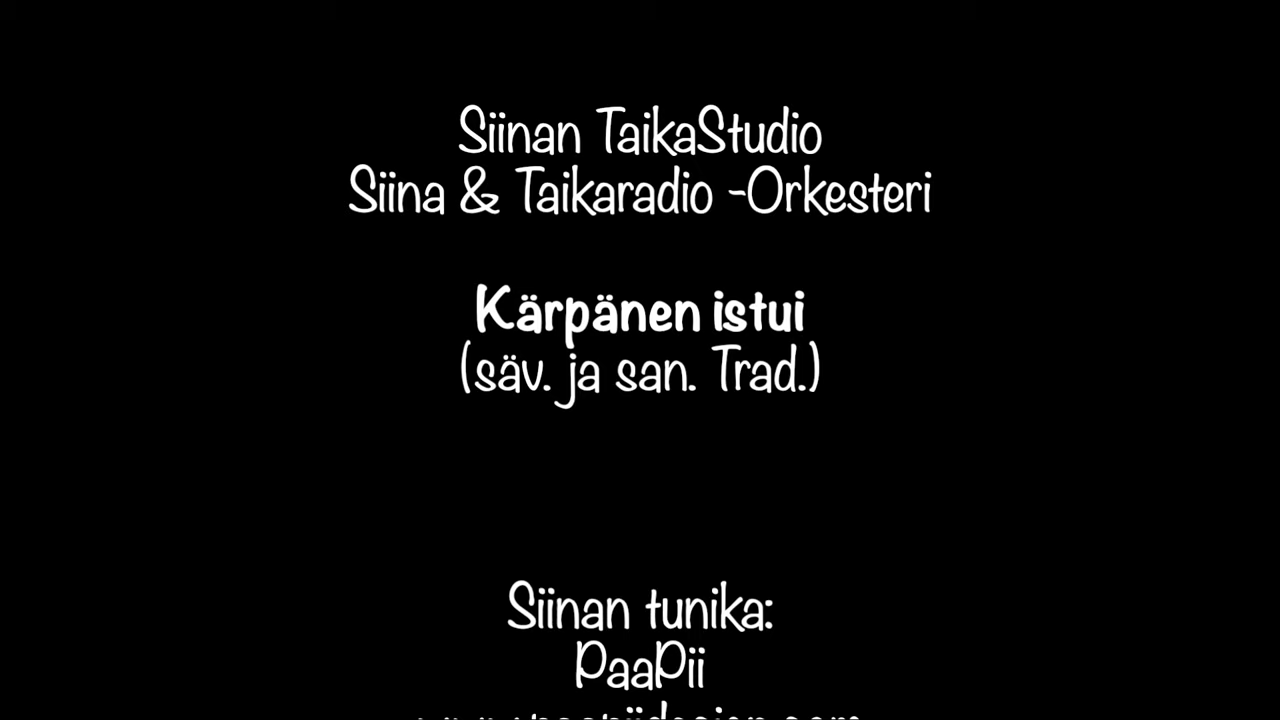 Siinan TaikaStudio
Siina & Taikaradio -Orkesteri
Kärpänen istui
(säv. ja san. Trad.)
Siinan tunika:
PaaPii